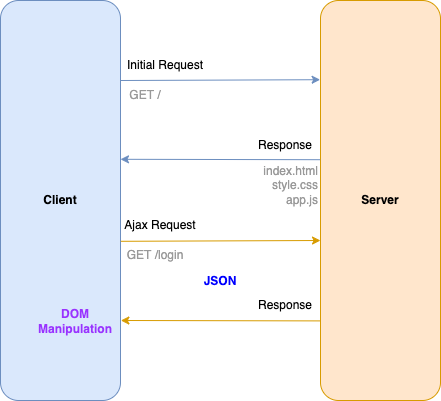 Initial Request
GET /
Response
index.html
style.css
app.js
Client
Server
Ajax Request
GET /login
JSON
Response
DOM
Manipulation